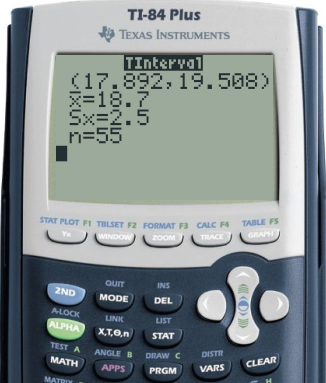 TI-84 Plus
TEXAS INSTRUMENTS
TInterval
(17.892,19.508)
x̄=18.7
Sx=2.5
n=55
STAT PLOT F1 TBLSET F2 FORMAT F3 CALC F4 TABLE F5
Y= WINDOW ZOOM TRACE GRAPH
QUIT INS
2ND MODE DEL
A-LOCK LINK LIST
ALPHA X,T,θ,n STAT
TEST A ANGLE B DRAW C DISTR
MATH APPS PRGM VARS CLEAR
MATRIX D H